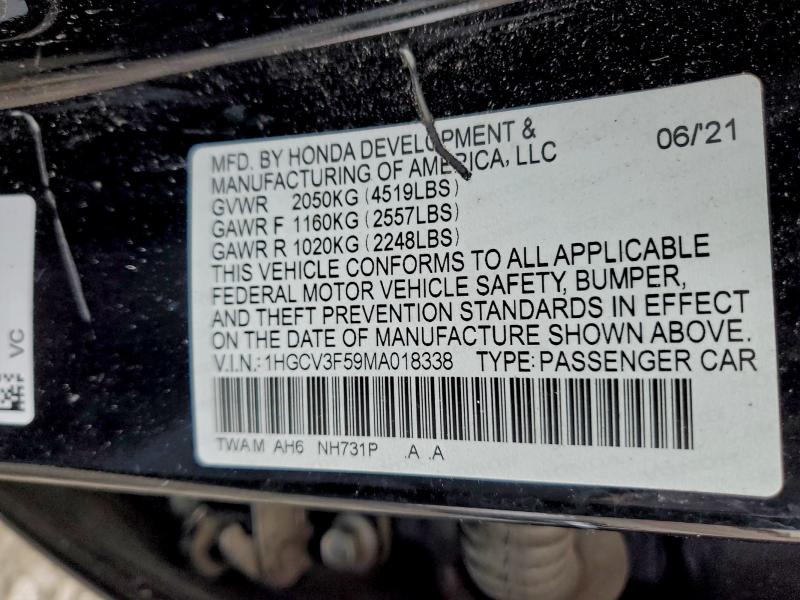 MFD. BY HONDA DEVELOPMENT &
MANUFACTURING OF AMERICA, LLC
06/'21
GVWR 2050KG (4519LBS)
GAWR F 1160KG (2557LBS)
GAWR R 1020KG (2248LBS)
THIS VEHICLE CONFORMS TO ALL APPLICABLE
FEDERAL MOTOR VEHICLE SAFETY, BUMPER,
AND THEFT PREVENTION STANDARDS IN EFFECT
ON THE DATE OF MANUFACTURE SHOWN ABOVE.
V.I.N.: 1HGCV3F59MA018338 TYPE: PASSENGER CAR
TWAM AH6 NH731P .A .A
VC